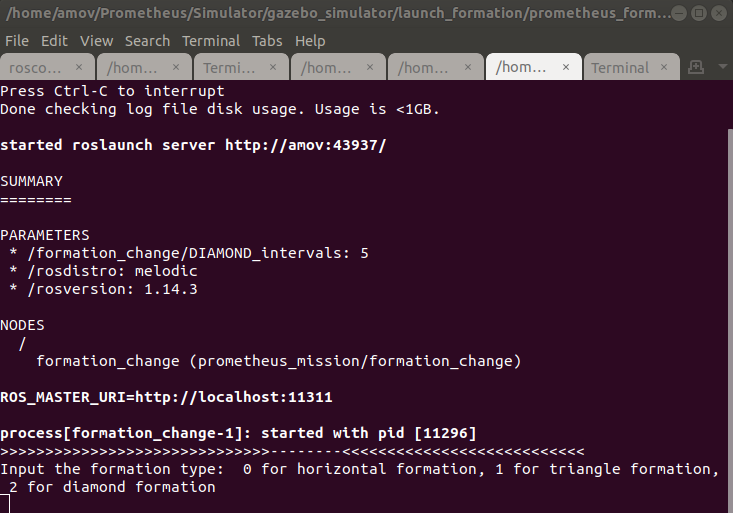 /home/amov/Prometheus/Simulator/gazebo_simulator/launch_formation/prometheus_form...
File Edit View Search Terminal Tabs Help
rosco... × /hom... × Termi... × /hom... × /hom... × /hom... × Terminal ×
Press Ctrl-C to interrupt
Done checking log file disk usage. Usage is <1GB.
started roslaunch server http://amov:43937/
SUMMARY
========
PARAMETERS
* /formation_change/DIAMOND_intervals: 5
* /rosdistro: melodic
* /rosversion: 1.14.3
NODES
/
formation_change (prometheus_mission/formation_change)
ROS_MASTER_URI=http://localhost:11311
process[formation_change-1]: started with pid [11296]
>>>>>>>>>>>>>>>>>>>>>>>>>>>>>>--------<<<<<<<<<<<<<<<<<<<<<<<<<<<
Input the formation type:  0 for horizontal formation, 1 for triangle formation,
2 for diamond formation